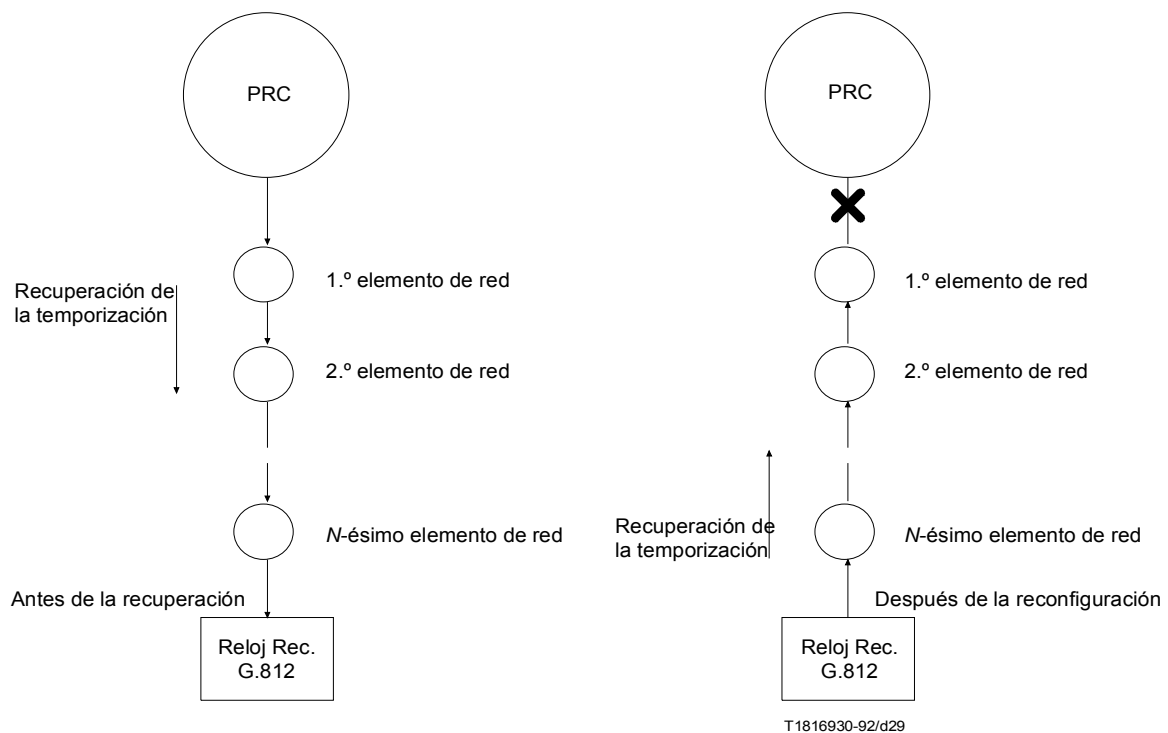 PRC
1.º elemento de red
Recuperación de
la temporización
2.º elemento de red
N-ésimo elemento de red
Antes de la recuperación
Reloj Rec.
G.812
PRC
1.º elemento de red
2.º elemento de red
Recuperación de
la temporización
N-ésimo elemento de red
Después de la reconfiguración
Reloj Rec.
G.812
T1816930-92/d29